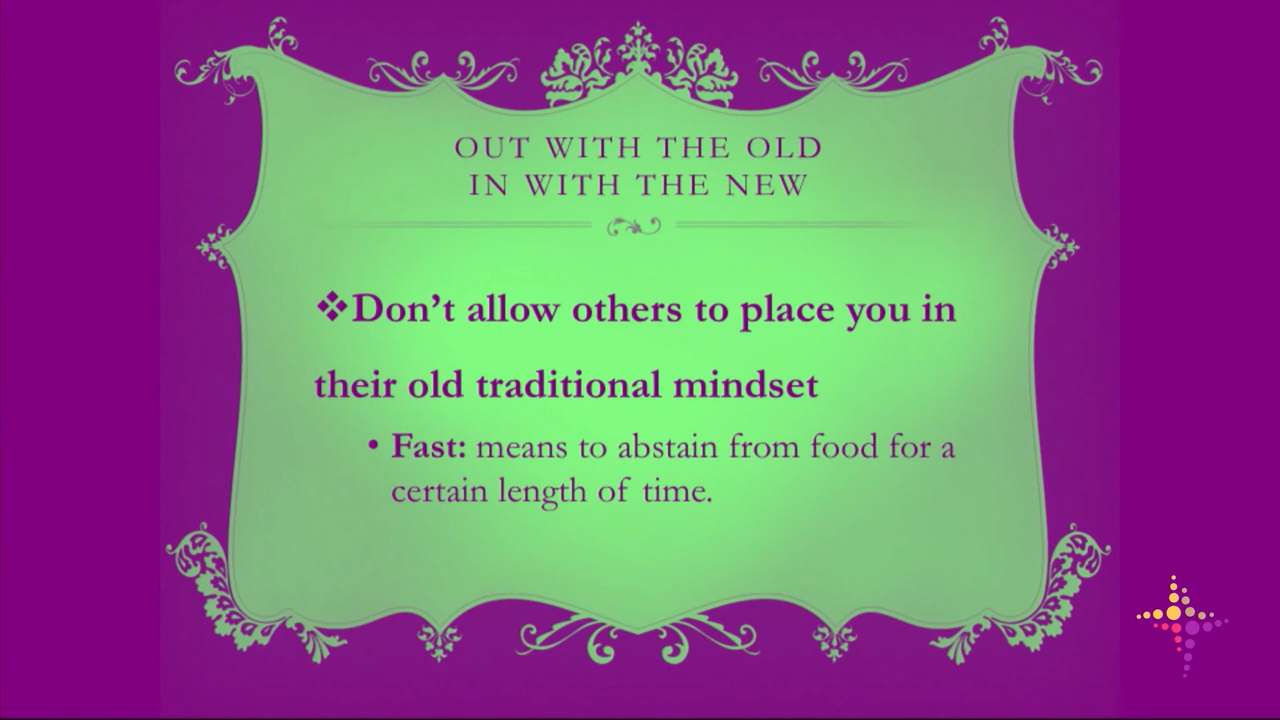 OUT WITH THE OLD
IN WITH THE NEW
❖Don't allow others to place you in
their old traditional mindset
• Fast: means to abstain from food for a
certain length of time.